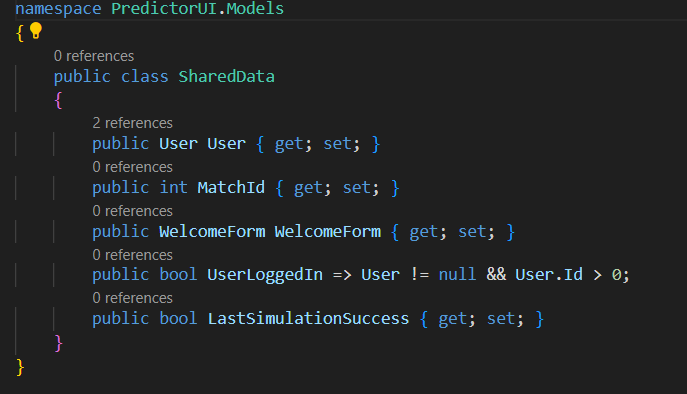 namespace PredictorUI.Models
{
0 references
public class SharedData
{
2 references
public User User { get; set; }
0 references
public int MatchId { get; set; }
0 references
public WelcomeForm WelcomeForm { get; set; }
0 references
public bool UserLoggedIn => User != null && User.Id > 0;
0 references
public bool LastSimulationSuccess { get; set; }
}
}